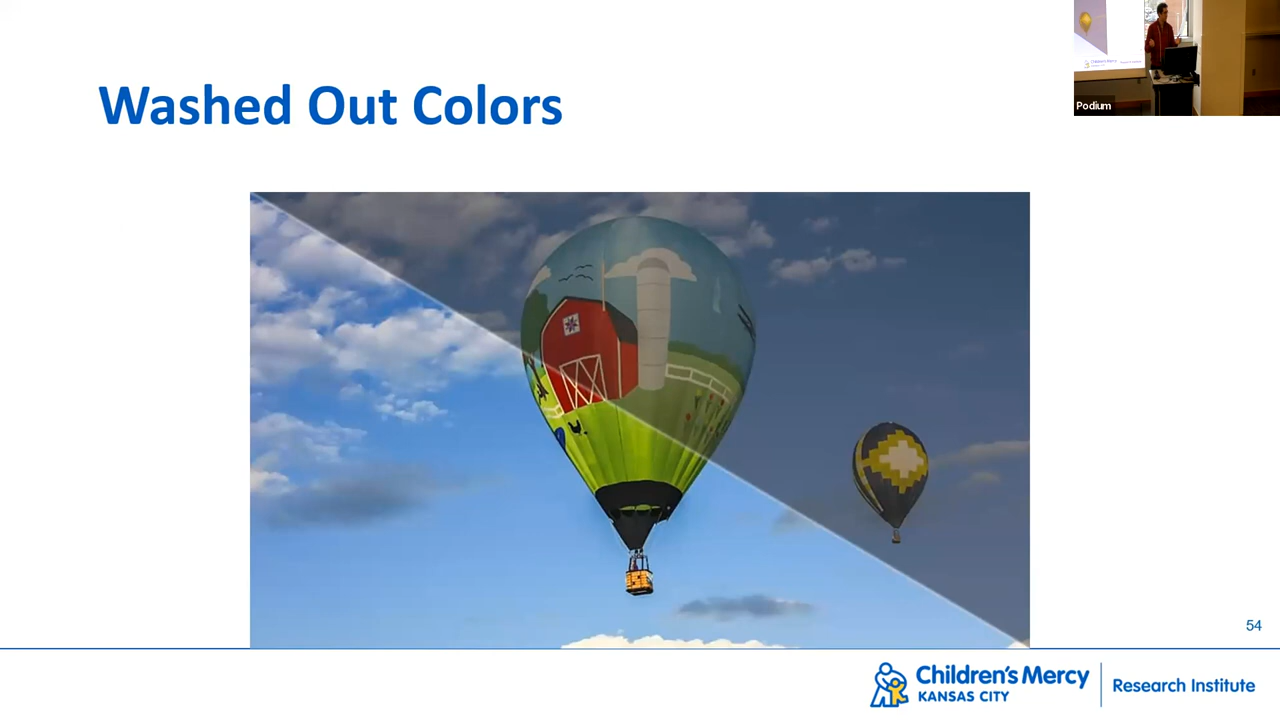 Washed Out Colors
Podium
54
Children's Mercy
KANSAS CITY
Research Institute